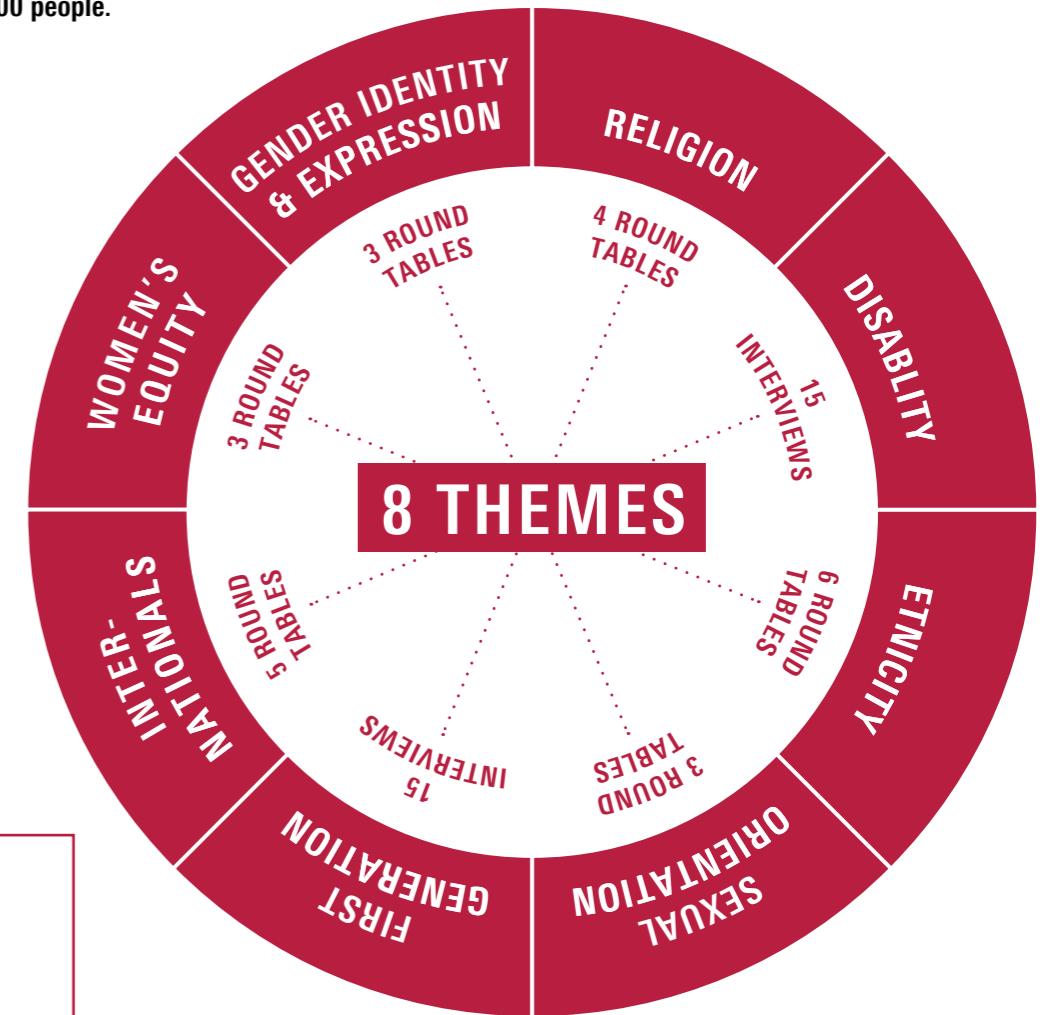 00 people.
GENDER IDENTITY
& EXPRESSION
RELIGION
DISABLITY
ETNICITY
SEXUAL
ORIENTATION
FIRST
GENERATION
INTER-
NATIONALS
WOMEN'S
EQUITY
3 ROUND
TABLES
4 ROUND
TABLES
15
INTERVIEWS
6 ROUND
TABLES
3 ROUND
TABLES
15
INTERVIEWS
5 ROUND
TABLES
3 ROUND
TABLES
8 THEMES